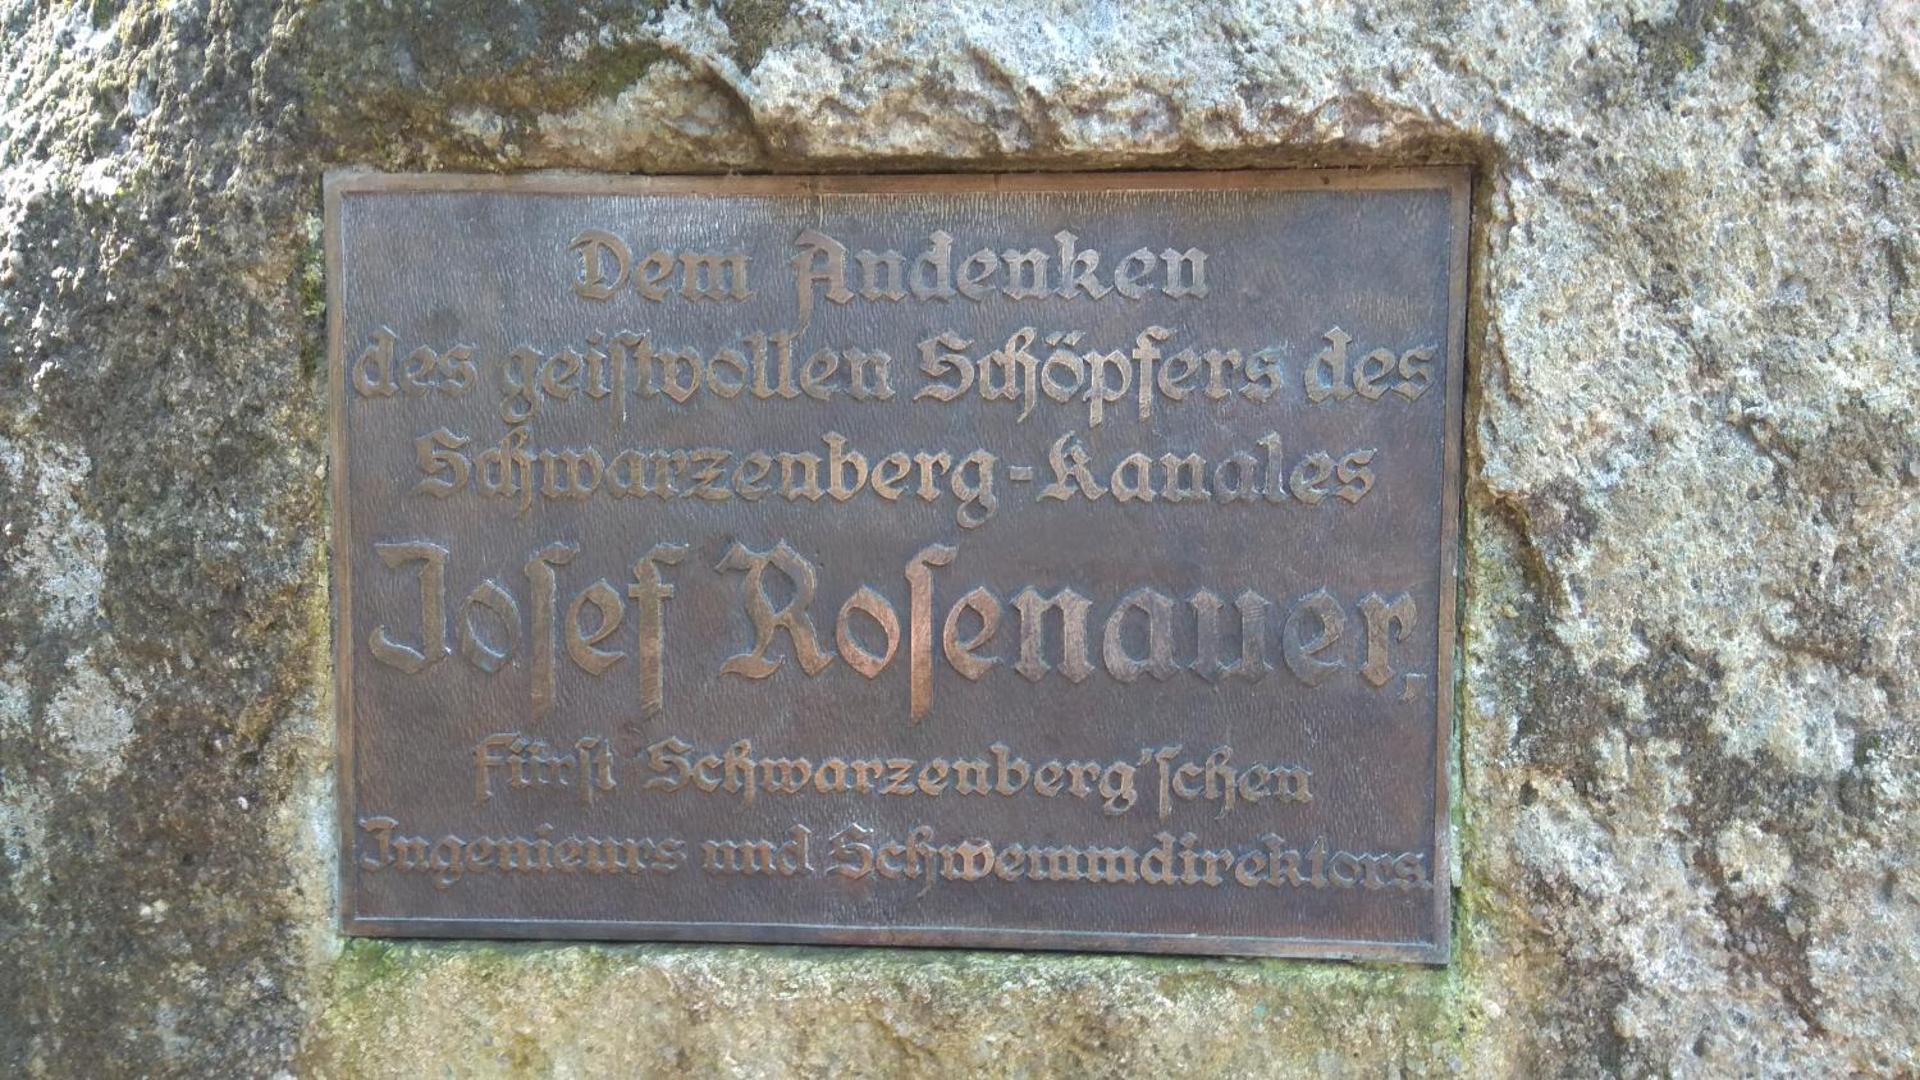 Dem Andenken
des geistvollen Schöpfers des
Schwarzenberg-Kanales
Josef Rosenauer,
Fürst Schwarzenberg'schen
Ingenieurs und Schwemmdirektors.